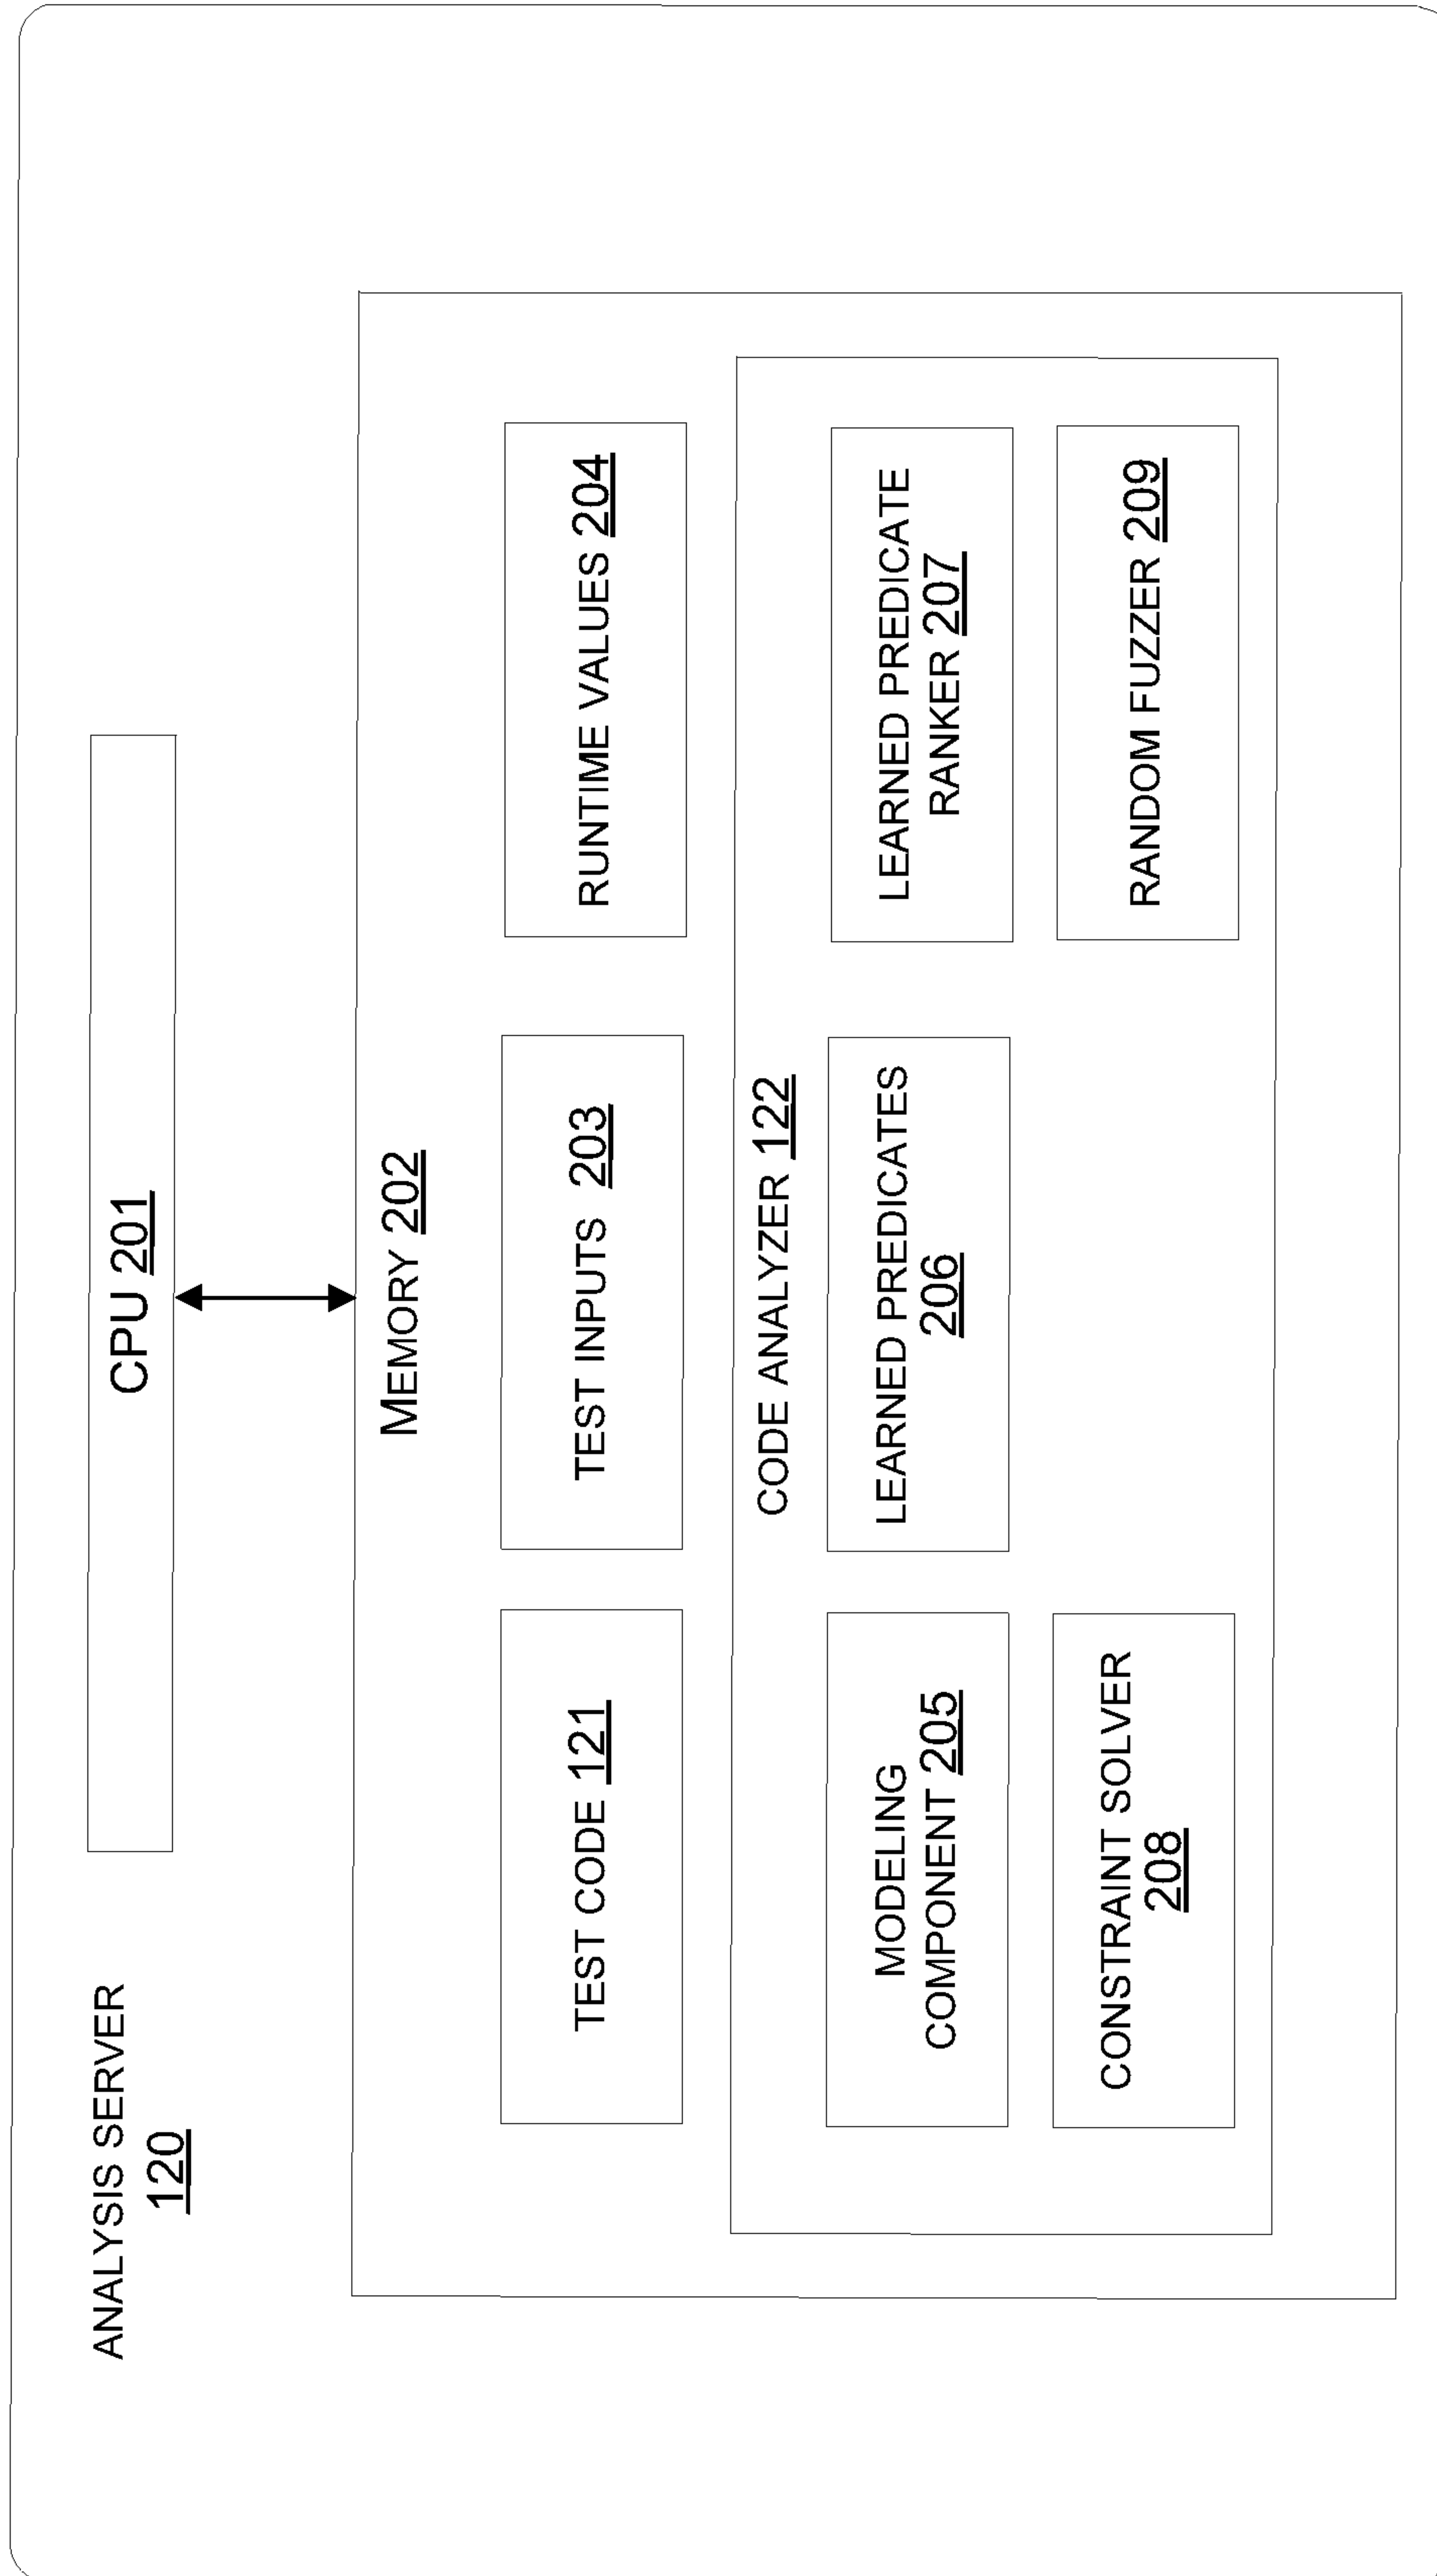 ANALYSIS SERVER
120
CPU 201
MEMORY 202
TEST CODE 121
TEST INPUTS 203
RUNTIME VALUES 204
CODE ANALYZER 122
MODELING
COMPONENT 205
LEARNED PREDICATES
206
LEARNED PREDICATE
RANKER 207
CONSTRAINT SOLVER
208
RANDOM FUZZER 209